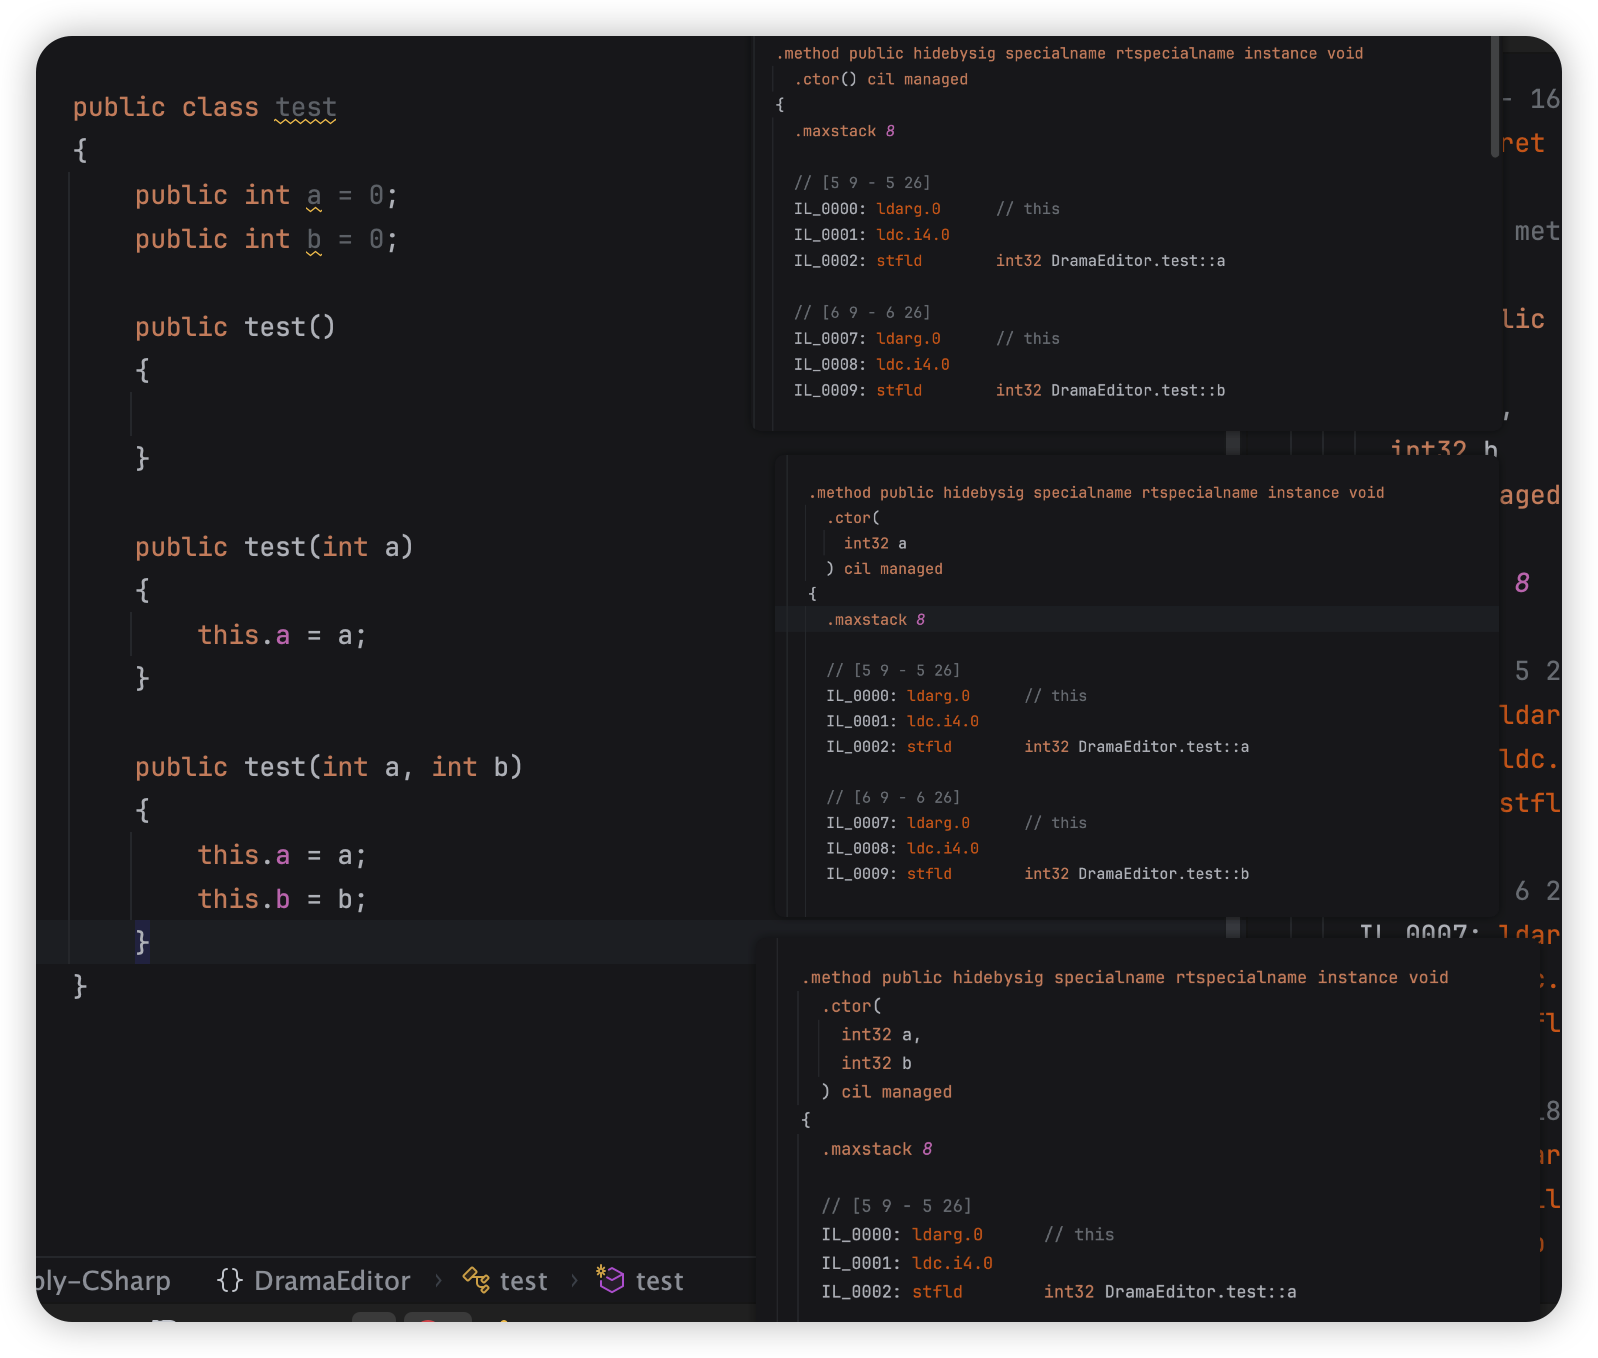 public class test
{
public int a = 0;
public int b = 0;
public test()
{
}
public test(int a)
{
this.a = a;
}
public test(int a, int b)
{
this.a = a;
this.b = b;
}
}
.method public hidebysig specialname rtspecialname instance void
.ctor() cil managed
{
.maxstack 8
// [5 9 - 5 26]
IL_0000: ldarg.0 // this
IL_0001: ldc.i4.0
IL_0002: stfld int32 DramaEditor.test::a
// [6 9 - 6 26]
IL_0007: ldarg.0 // this
IL_0008: ldc.i4.0
IL_0009: stfld int32 DramaEditor.test::b
.method public hidebysig specialname rtspecialname instance void
.ctor(
int32 a
) cil managed
{
.maxstack 8
// [5 9 - 5 26]
IL_0000: ldarg.0 // this
IL_0001: ldc.i4.0
IL_0002: stfld int32 DramaEditor.test::a
// [6 9 - 6 26]
IL_0007: ldarg.0 // this
IL_0008: ldc.i4.0
IL_0009: stfld int32 DramaEditor.test::b
.method public hidebysig specialname rtspecialname instance void
.ctor(
int32 a,
int32 b
) cil managed
{
.maxstack 8
// [5 9 - 5 26]
IL_0000: ldarg.0 // this
IL_0001: ldc.i4.0
IL_0002: stfld int32 DramaEditor.test::a
- 16
ret
met
lic
,
int32 b
aged
8
5 2
ldar
ldc.
stfl
6 2
IL_0007: ldar
bly-CSharp {} DramaEditor › test › test